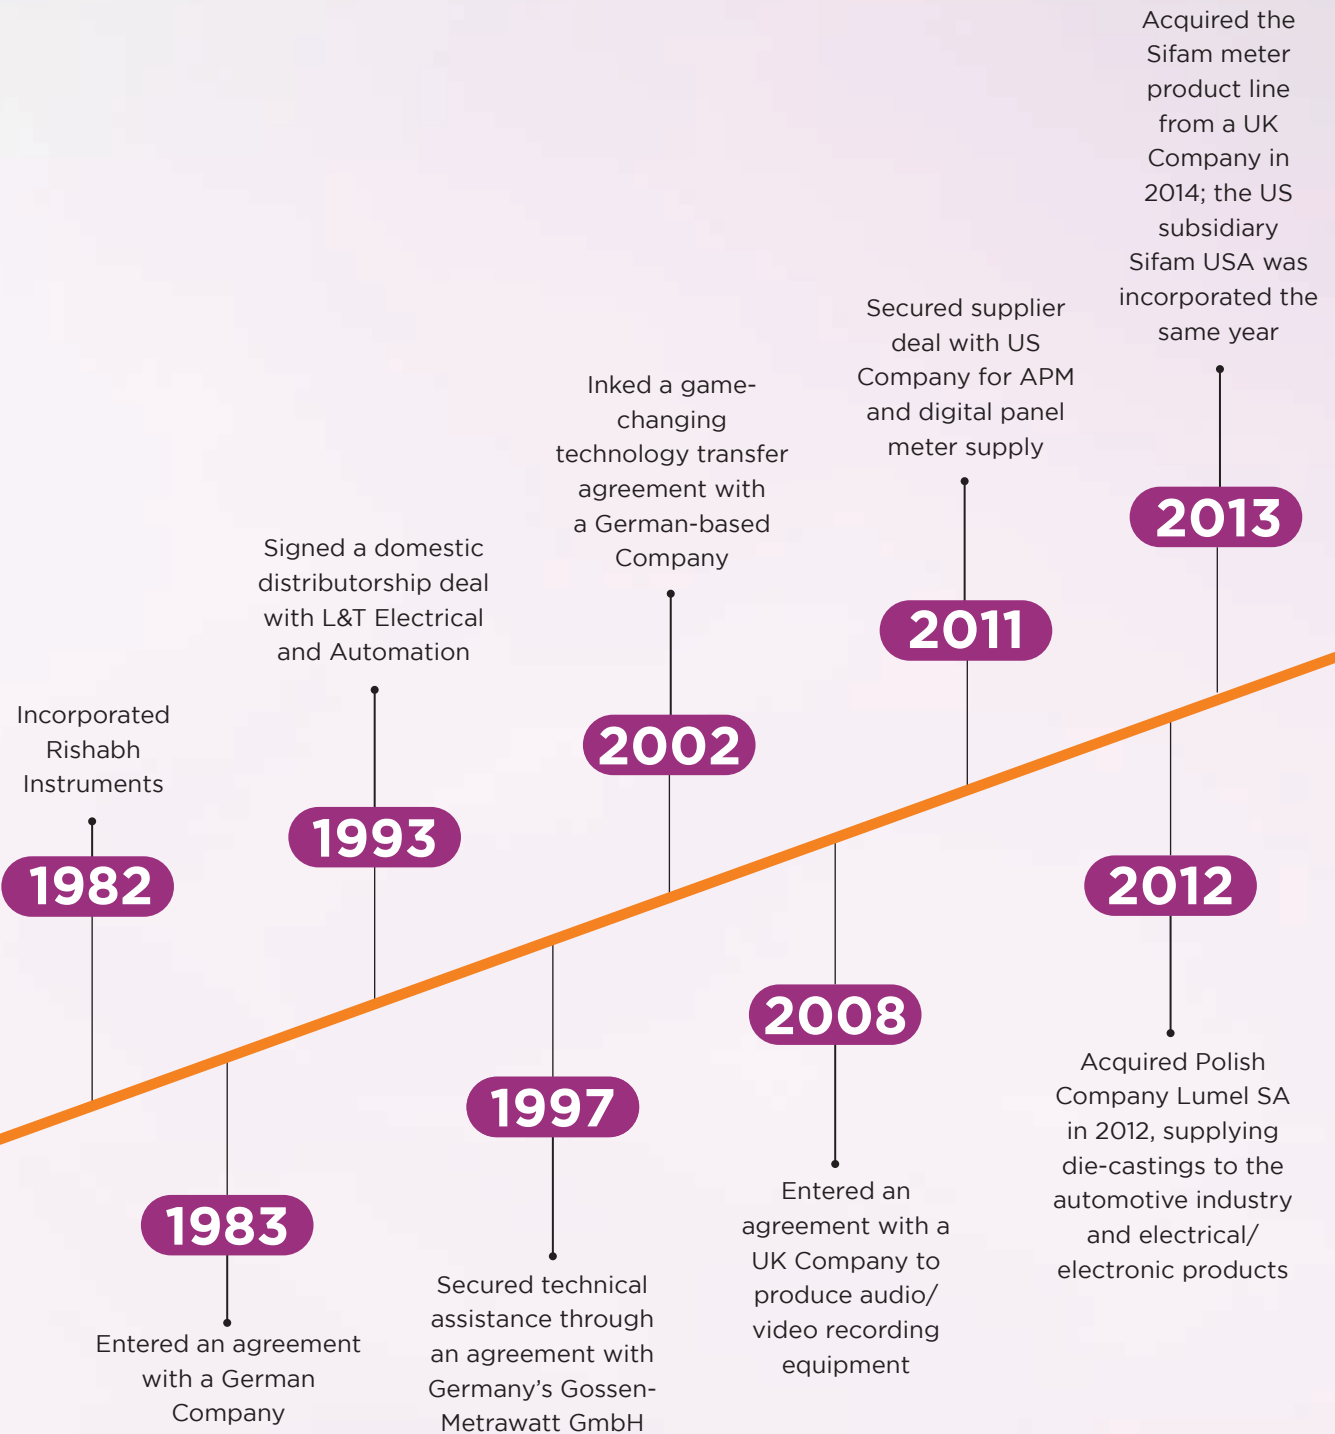 Incorporated
Rishabh
Instruments
1982
1983
Entered an agreement
with a German
Company
Signed a domestic
distributorship deal
with L&T Electrical
and Automation
1993
1997
Secured technical
assistance through
an agreement with
Germany’s Gossen-
Metrawatt GmbH
Inked a game-
changing
technology transfer
agreement with
a German-based
Company
2002
2008
Entered an
agreement with a
UK Company to
produce audio/
video recording
equipment
Secured supplier
deal with US
Company for APM
and digital panel
meter supply
2011
2012
Acquired Polish
Company Lumel SA
in 2012, supplying
die-castings to the
automotive industry
and electrical/
electronic products
Acquired the
Sifam meter
product line
from a UK
Company in
2014; the US
subsidiary
Sifam USA was
incorporated the
same year
2013